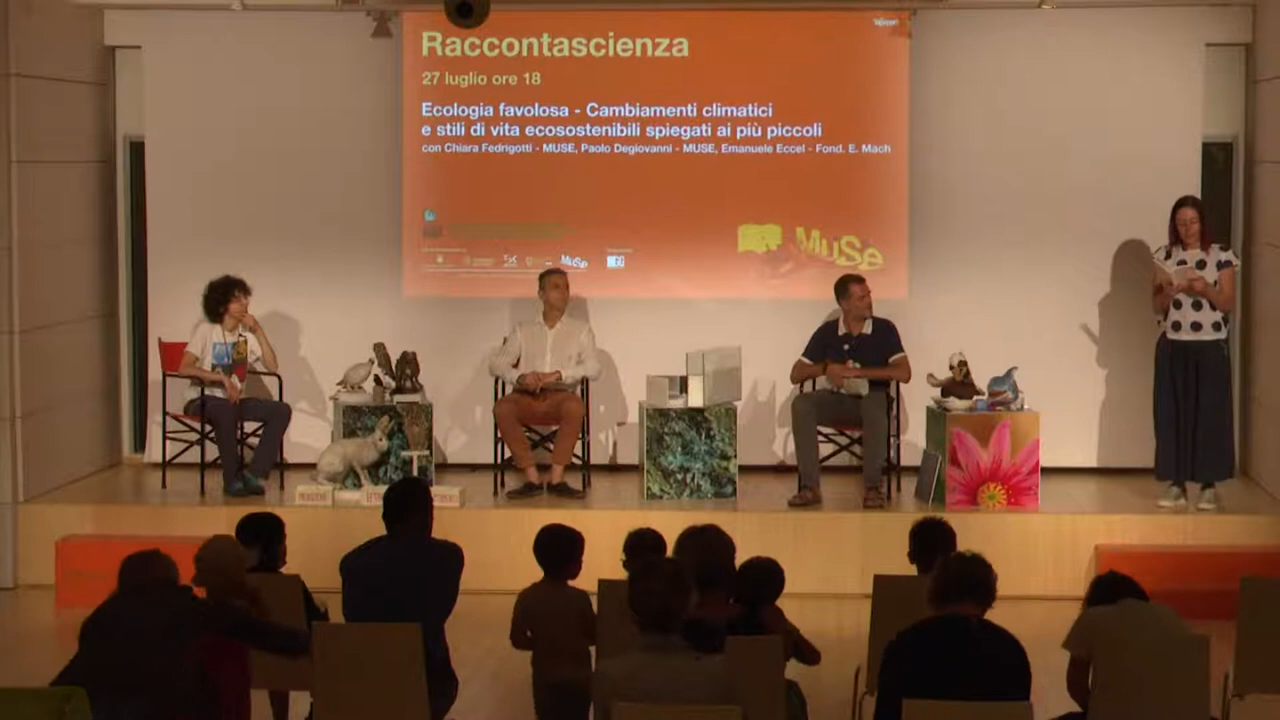 Raccontascienza
27 luglio ore 18
Ecologia favolosa - Cambiamenti climatici
e stili di vita ecosostenibili spiegati ai più piccoli
con Chiara Fedrigotti - MUSE, Paolo Degiovanni - MUSE, Emanuele Eccel - Fond. E. Mach
MuSe
MuSe